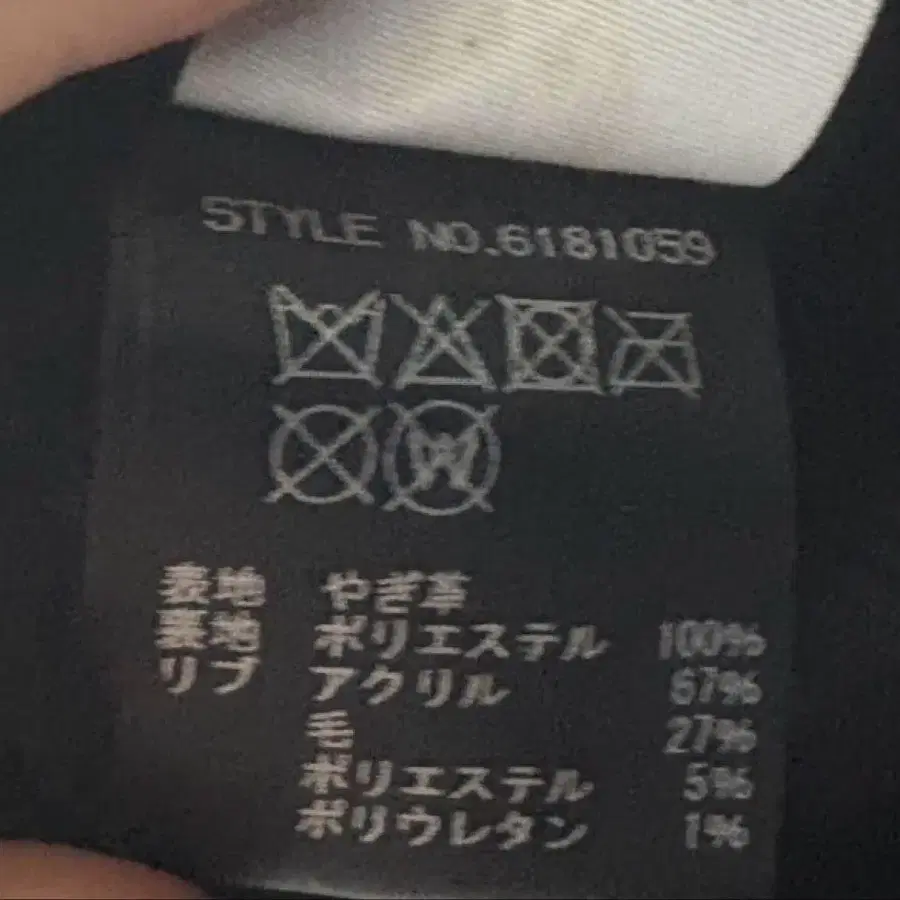 STYLE NO.6181059
表地 やぎ革
裏地 ポリエステル 100%
リブ アクリル 67%
毛 27%
ポリエステル 5%
ポリウレタン 1%